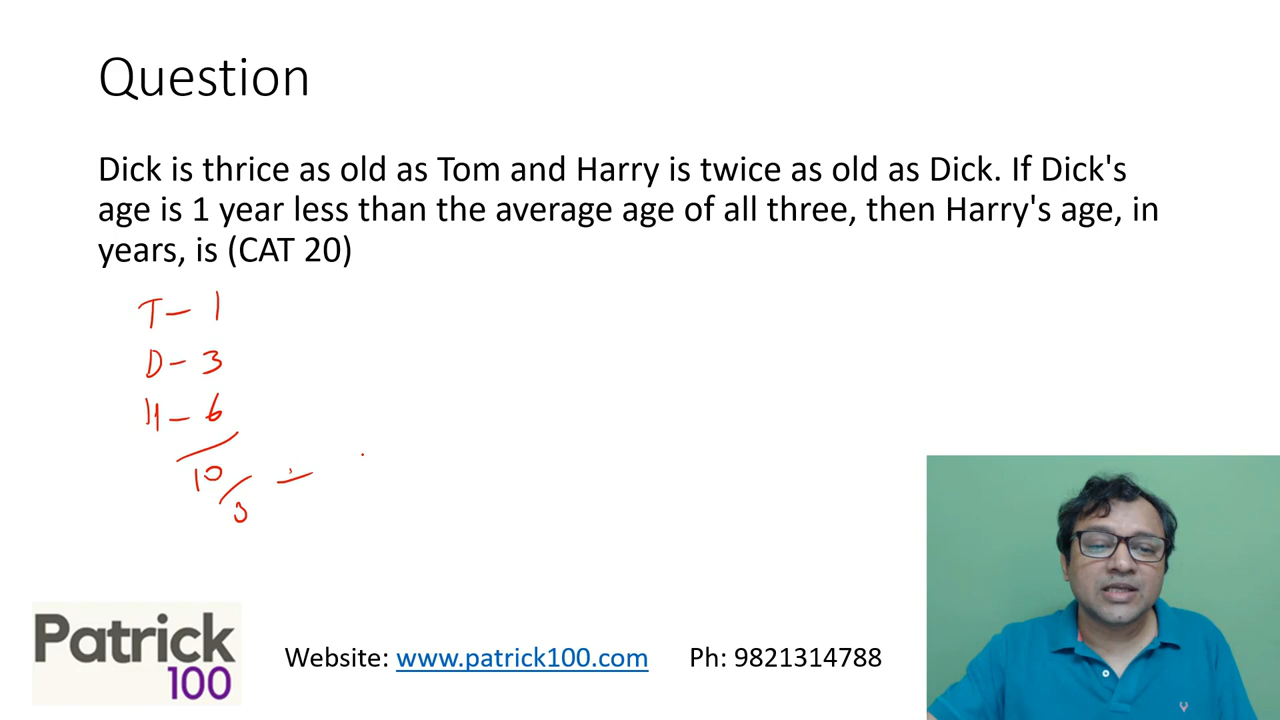 Question
Dick is thrice as old as Tom and Harry is twice as old as Dick. If Dick's
age is 1 year less than the average age of all three, then Harry's age, in
years, is (CAT 20)
T – 1
D – 3
H – 6
10/3 –
Patrick
100
Website: www.patrick100.com Ph: 9821314788